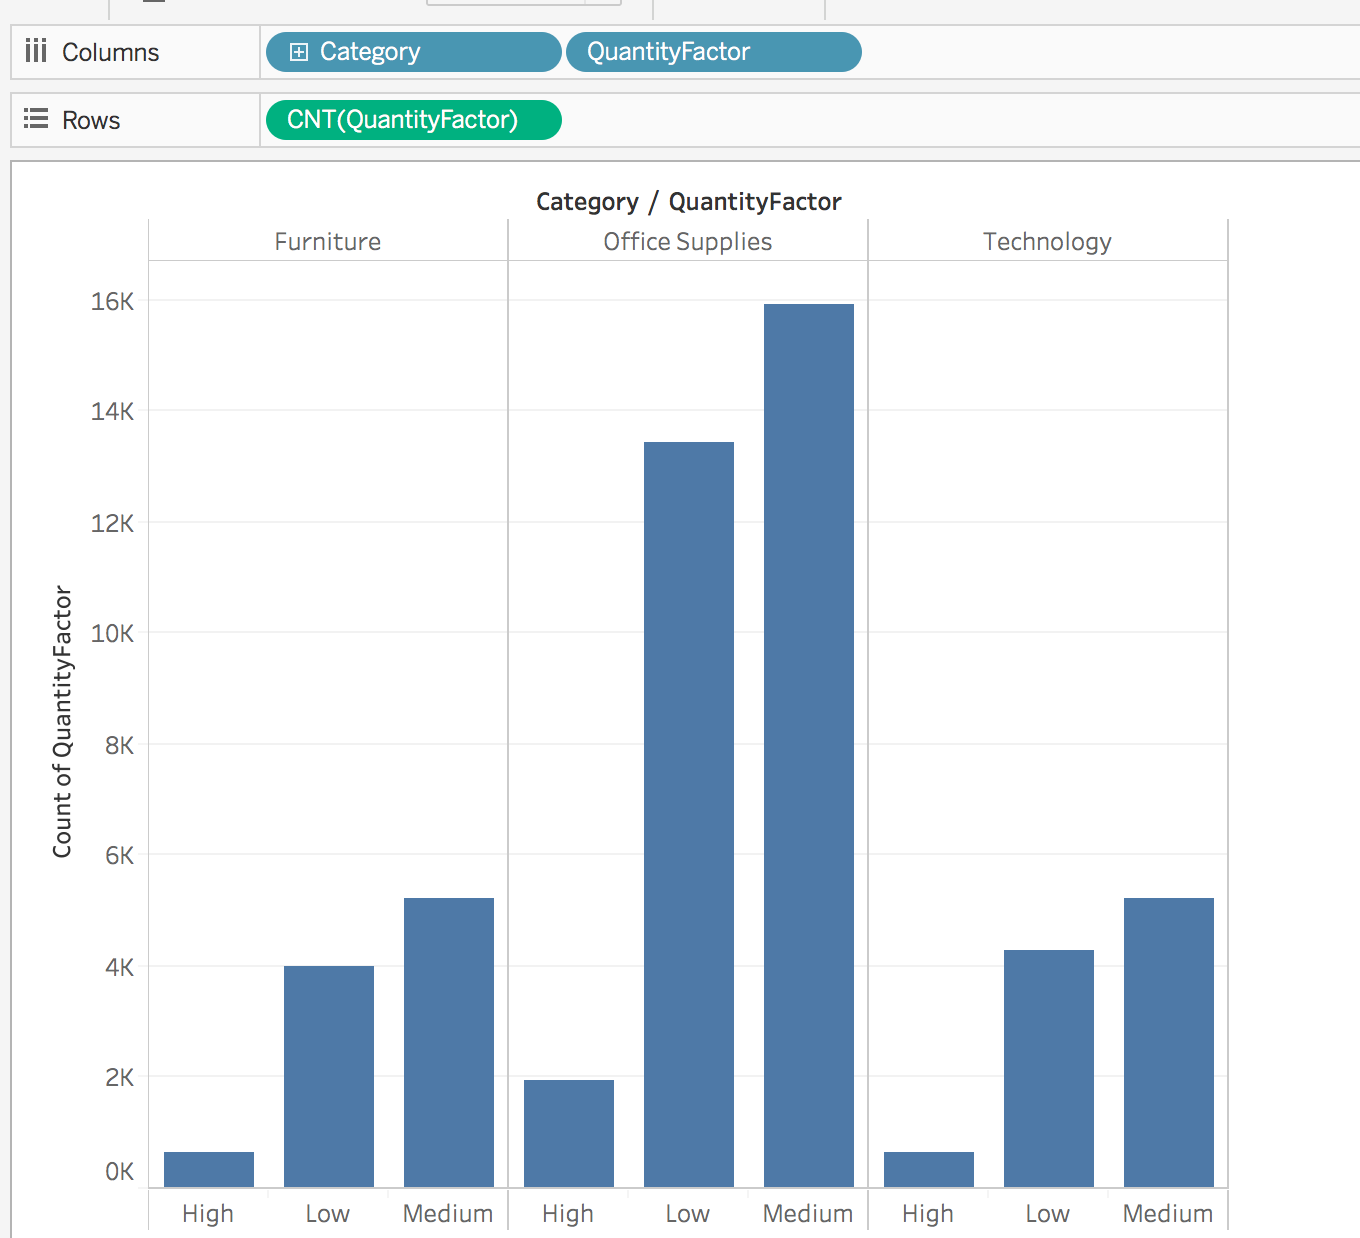 Columns Category QuantityFactor
Rows CNT(QuantityFactor)
Category / QuantityFactor
Furniture Office Supplies Technology
Count of QuantityFactor
16K
14K
12K
10K
8K
6K
4K
2K
0K
High Low Medium High Low Medium High Low Medium